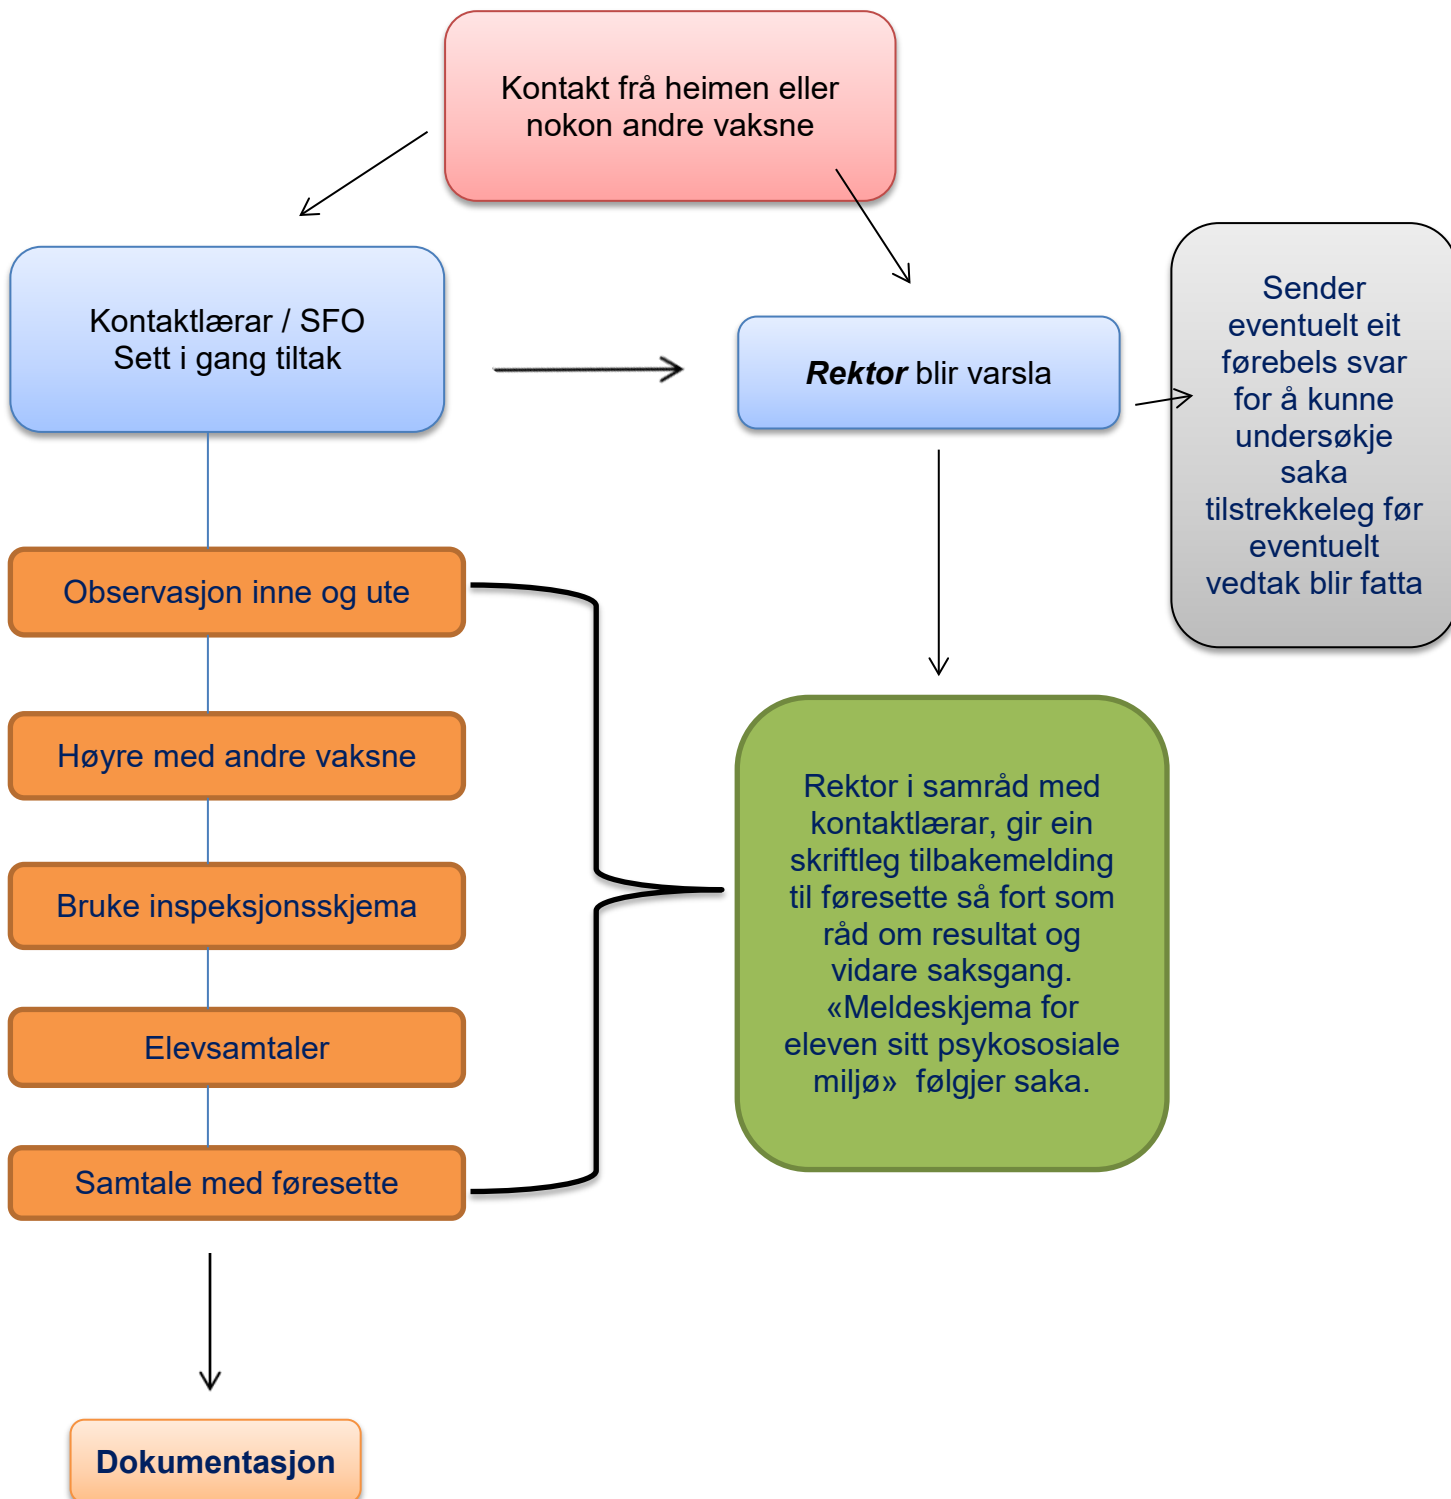 Kontakt frå heimen eller
nokon andre vaksne
Kontaktlærar / SFO
Sett i gang tiltak
Rektor blir varsla
Sender
eventuelt eit
førebels svar
for å kunne
undersøkje
saka
tilstrekkeleg før
eventuelt
vedtak blir fatta
Observasjon inne og ute
Høyre med andre vaksne
Bruke inspeksjonsskjema
Elevsamtaler
Samtale med føresette
Rektor i samråd med
kontaktlærar, gir ein
skriftleg tilbakemelding
til føresette så fort som
råd om resultat og
vidare saksgang.
«Meldeskjema for
eleven sitt psykososiale
miljø»  følgjer saka.
Dokumentasjon